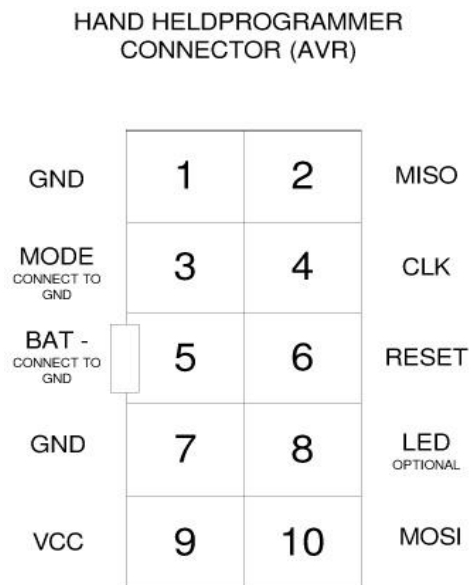 HAND HELDPROGRAMMER
CONNECTOR (AVR)
GND 1 2 MISO
MODE
CONNECT TO
GND
3 4 CLK
BAT -
CONNECT TO
GND
5 6 RESET
GND 7 8 LED
OPTIONAL
VCC 9 10 MOSI